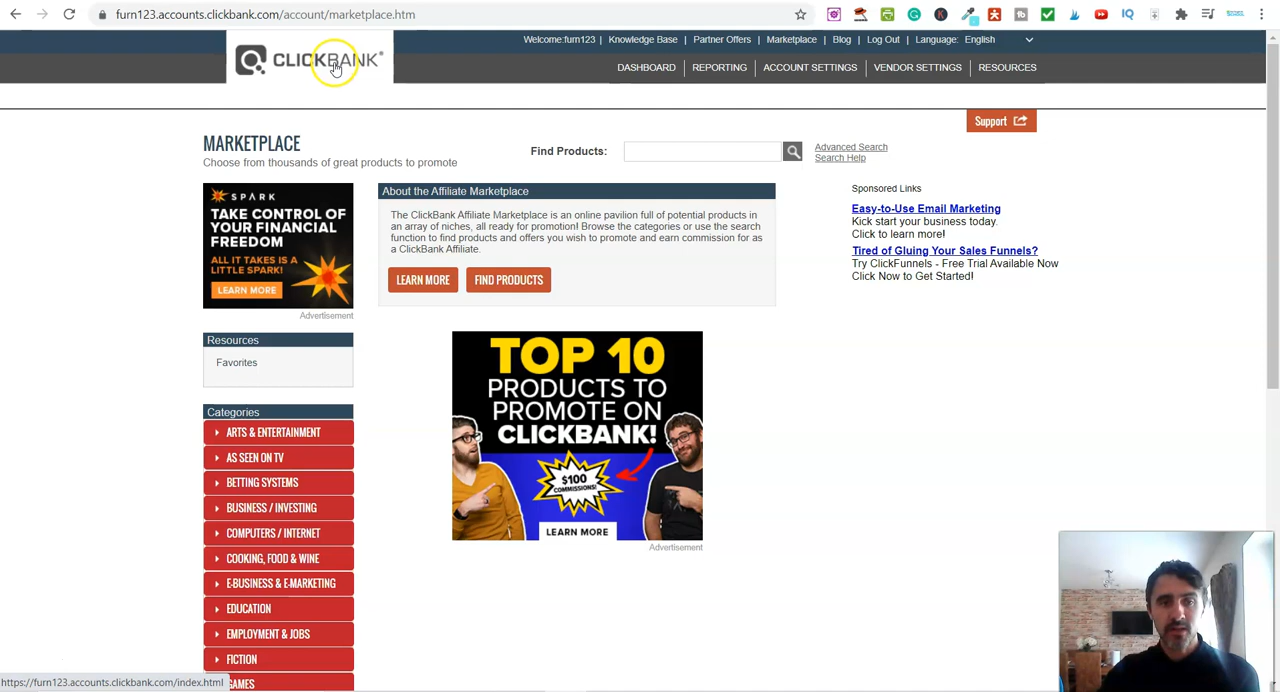 furn123.accounts.clickbank.com/account/marketplace.htm
Welcome:furn123 | Knowledge Base | Partner Offers | Marketplace | Blog | Log Out | Language: English
CLICKBANK®
DASHBOARD | REPORTING | ACCOUNT SETTINGS | VENDOR SETTINGS | RESOURCES
Support
MARKETPLACE
Choose from thousands of great products to promote
Find Products:
Advanced Search
Search Help
SPARK
TAKE CONTROL OF
YOUR FINANCIAL
FREEDOM
ALL IT TAKES IS A
LITTLE SPARK!
LEARN MORE
Advertisement
About the Affiliate Marketplace
The ClickBank Affiliate Marketplace is an online pavilion full of potential products in
an array of niches, all ready for promotion! Browse the categories or use the search
function to find products and offers you wish to promote and earn commission for as
a ClickBank Affiliate.
LEARN MORE
FIND PRODUCTS
Sponsored Links
Easy-to-Use Email Marketing
Kick start your business today.
Click to learn more!
Tired of Gluing Your Sales Funnels?
Try ClickFunnels - Free Trial Available Now
Click Now to Get Started!
Resources
Favorites
TOP 10
PRODUCTS TO
PROMOTE ON
CLICKBANK!
$100
COMMISSIONS!
LEARN MORE
Advertisement
Categories
ARTS & ENTERTAINMENT
AS SEEN ON TV
BETTING SYSTEMS
BUSINESS / INVESTING
COMPUTERS / INTERNET
COOKING, FOOD & WINE
E-BUSINESS & E-MARKETING
EDUCATION
EMPLOYMENT & JOBS
FICTION
GAMES
https://furn123.accounts.clickbank.com/index.html